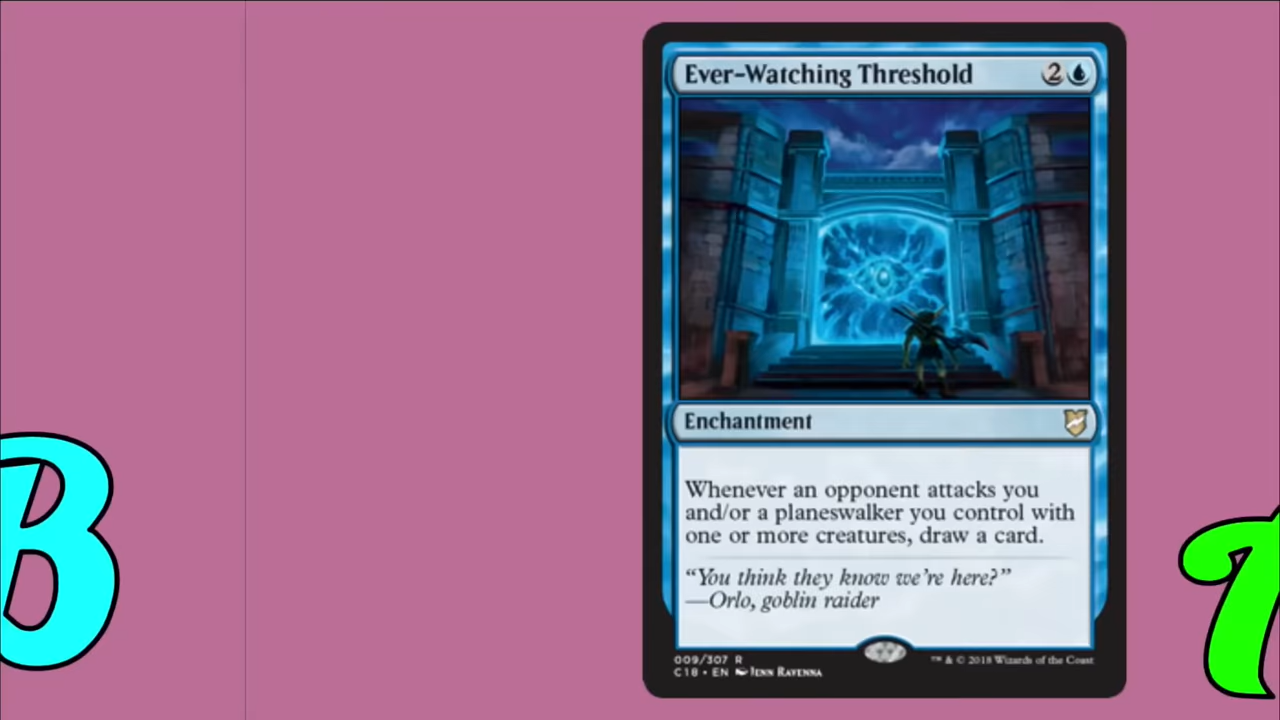 Ever-Watching Threshold 2
Enchantment
Whenever an opponent attacks you
and/or a planeswalker you control with
one or more creatures, draw a card.
“You think they know we’re here?”
—Orlo, goblin raider
009/307 R
™ & © 2018 Wizards of the Coast
C18 • EN Jenn Ravenna
B